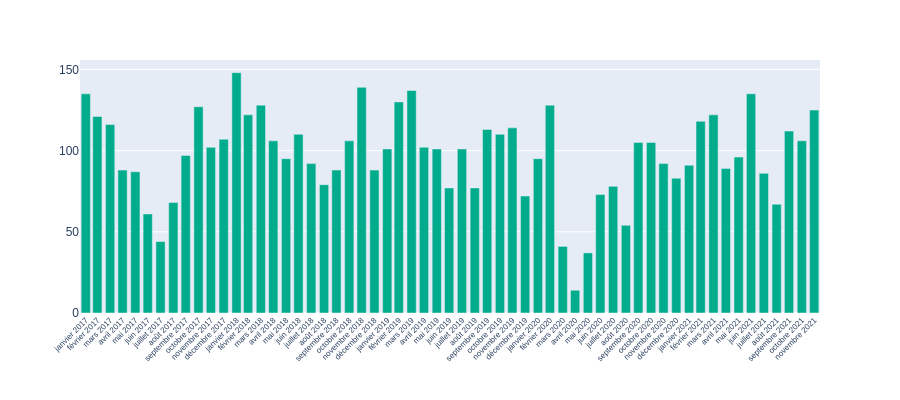 150
100
50
0
janvier 2017
février 2017
mars 2017
avril 2017
mai 2017
juin 2017
juillet 2017
août 2017
septembre 2017
octobre 2017
novembre 2017
décembre 2017
janvier 2018
février 2018
mars 2018
avril 2018
mai 2018
juin 2018
juillet 2018
août 2018
septembre 2018
octobre 2018
novembre 2018
décembre 2018
janvier 2019
février 2019
mars 2019
avril 2019
mai 2019
juin 2019
juillet 2019
août 2019
septembre 2019
octobre 2019
novembre 2019
décembre 2019
janvier 2020
février 2020
mars 2020
avril 2020
mai 2020
juin 2020
juillet 2020
août 2020
septembre 2020
octobre 2020
novembre 2020
décembre 2020
janvier 2021
février 2021
mars 2021
avril 2021
mai 2021
juin 2021
juillet 2021
août 2021
septembre 2021
octobre 2021
novembre 2021